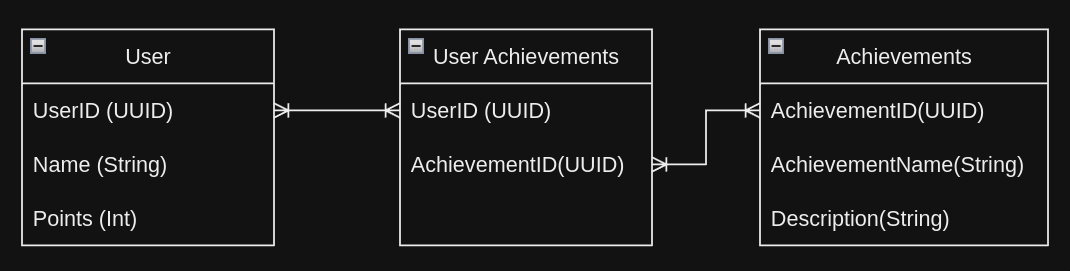 User
UserID (UUID)
Name (String)
Points (Int)
User Achievements
UserID (UUID)
AchievementID(UUID)
Achievements
AchievementID(UUID)
AchievementName(String)
Description(String)